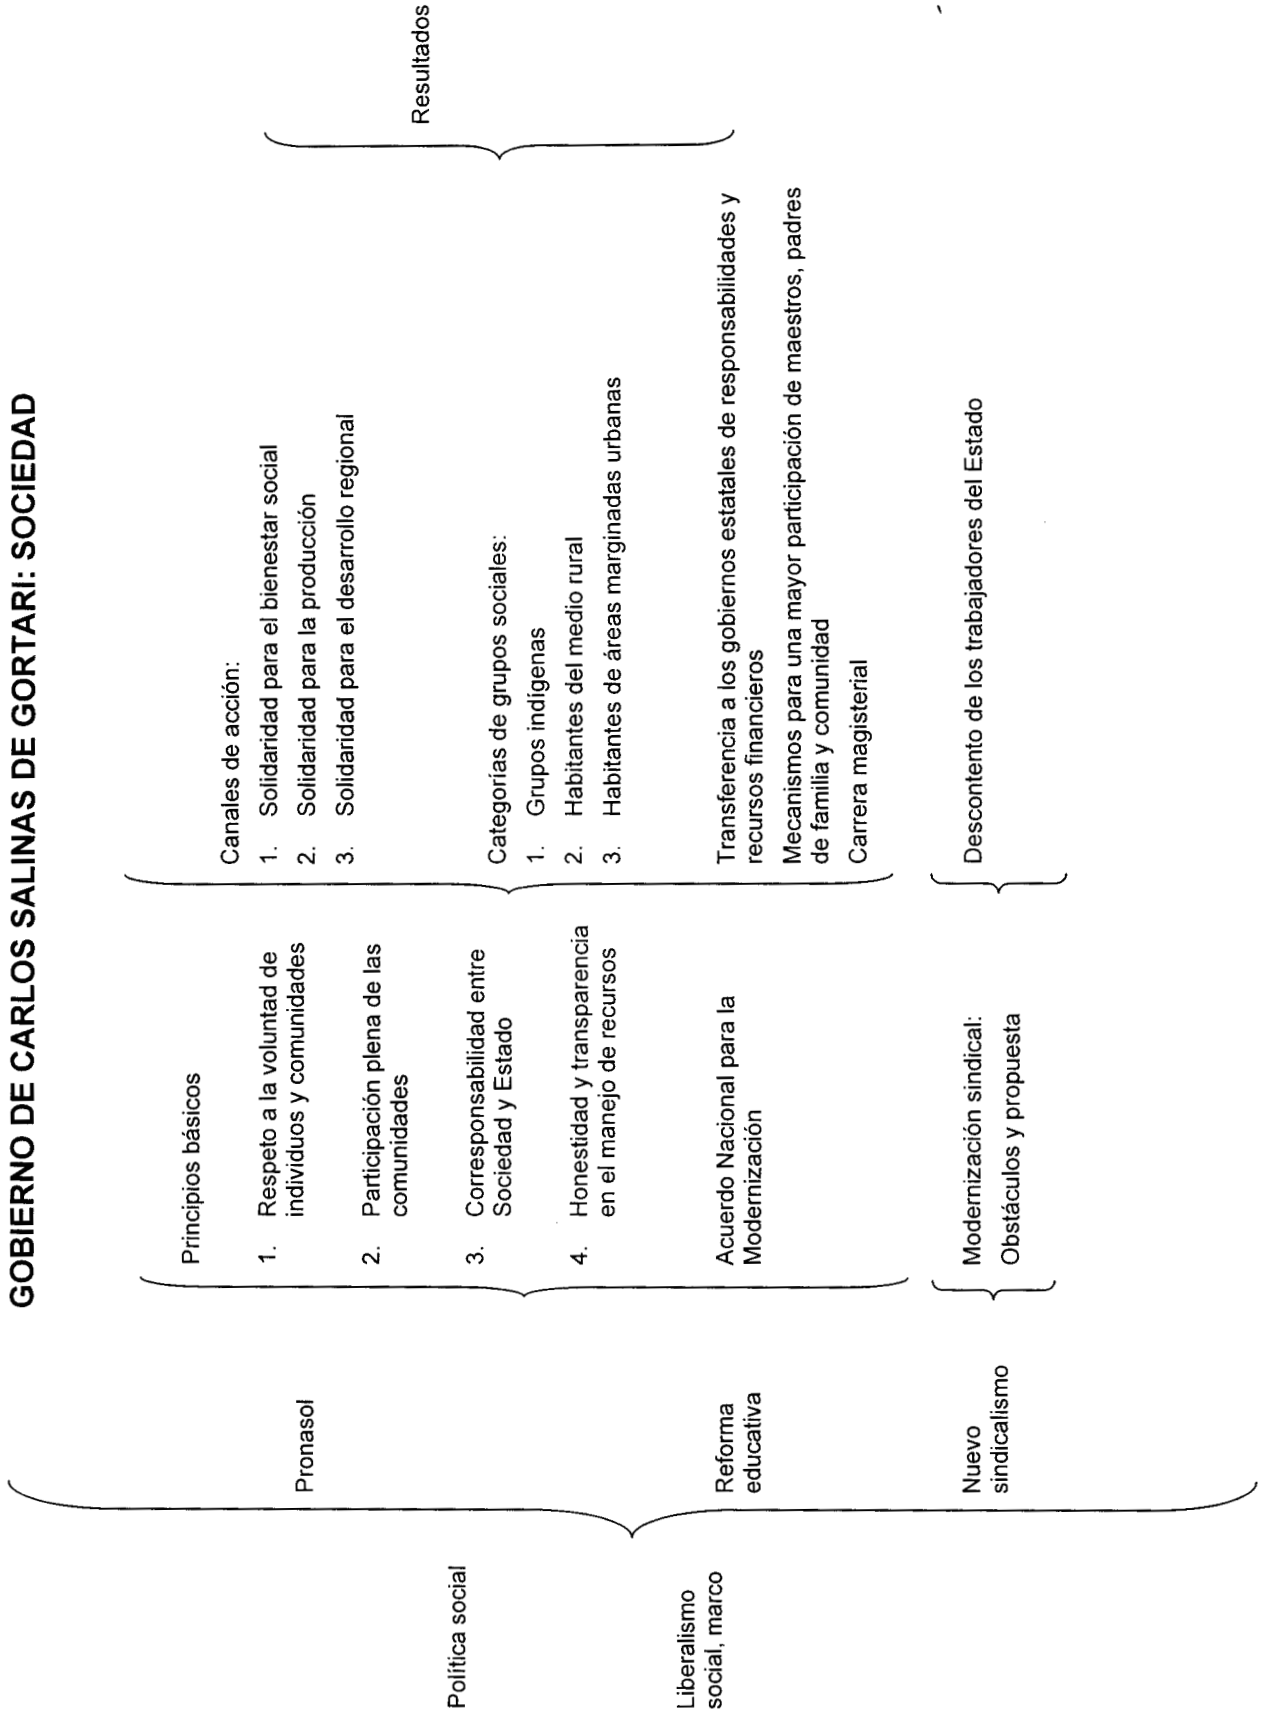 GOBIERNO DE CARLOS SALINAS DE GORTARI: SOCIEDAD
Política social
Liberalismo
social, marco
Pronasol
Principios básicos
1. Respeto a la voluntad de
individuos y comunidades
2. Participación plena de las
comunidades
3. Corresponsabilidad entre
Sociedad y Estado
4. Honestidad y transparencia
en el manejo de recursos
Canales de acción:
1. Solidaridad para el bienestar social
2. Solidaridad para la producción
3. Solidaridad para el desarrollo regional
Categorías de grupos sociales:
1. Grupos indígenas
2. Habitantes del medio rural
3. Habitantes de áreas marginadas urbanas
Resultados
Reforma
educativa
Acuerdo Nacional para la
Modernización
Transferencia a los gobiernos estatales de responsabilidades y
recursos financieros
Mecanismos para una mayor participación de maestros, padres
de familia y comunidad
Carrera magisterial
Nuevo
sindicalismo
Modernización sindical:
Obstáculos y propuesta
Descontento de los trabajadores del Estado